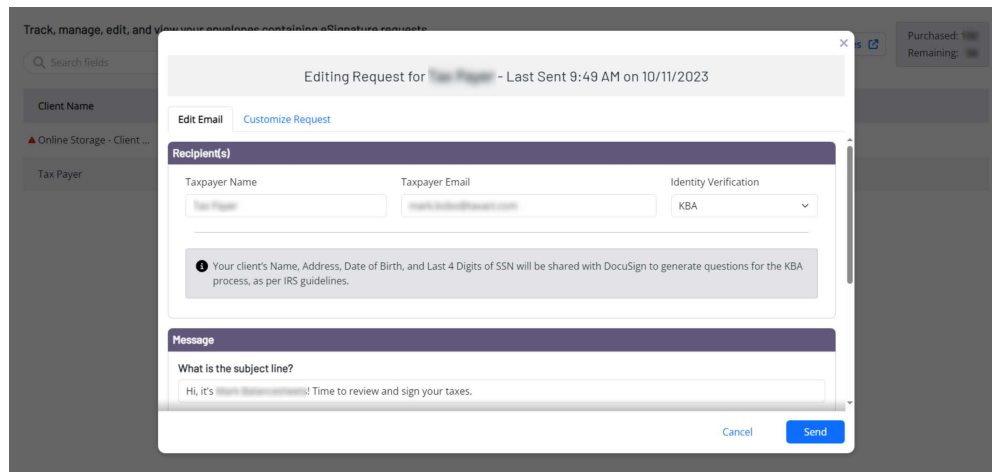 Track, manage, edit, and view your envelopes containing eSignature requests
es
Purchased:
Remaining:
Search fields
Client Name
Online Storage - Client ...
Tax Payer
×
Editing Request for - Last Sent 9:49 AM on 10/11/2023
Edit Email Customize Request
Recipient(s)
Taxpayer Name Taxpayer Email Identity Verification
KBA
Your client's Name, Address, Date of Birth, and Last 4 Digits of SSN will be shared with DocuSign to generate questions for the KBA
process, as per IRS guidelines.
Message
What is the subject line?
Hi, it's ! Time to review and sign your taxes.
Cancel Send